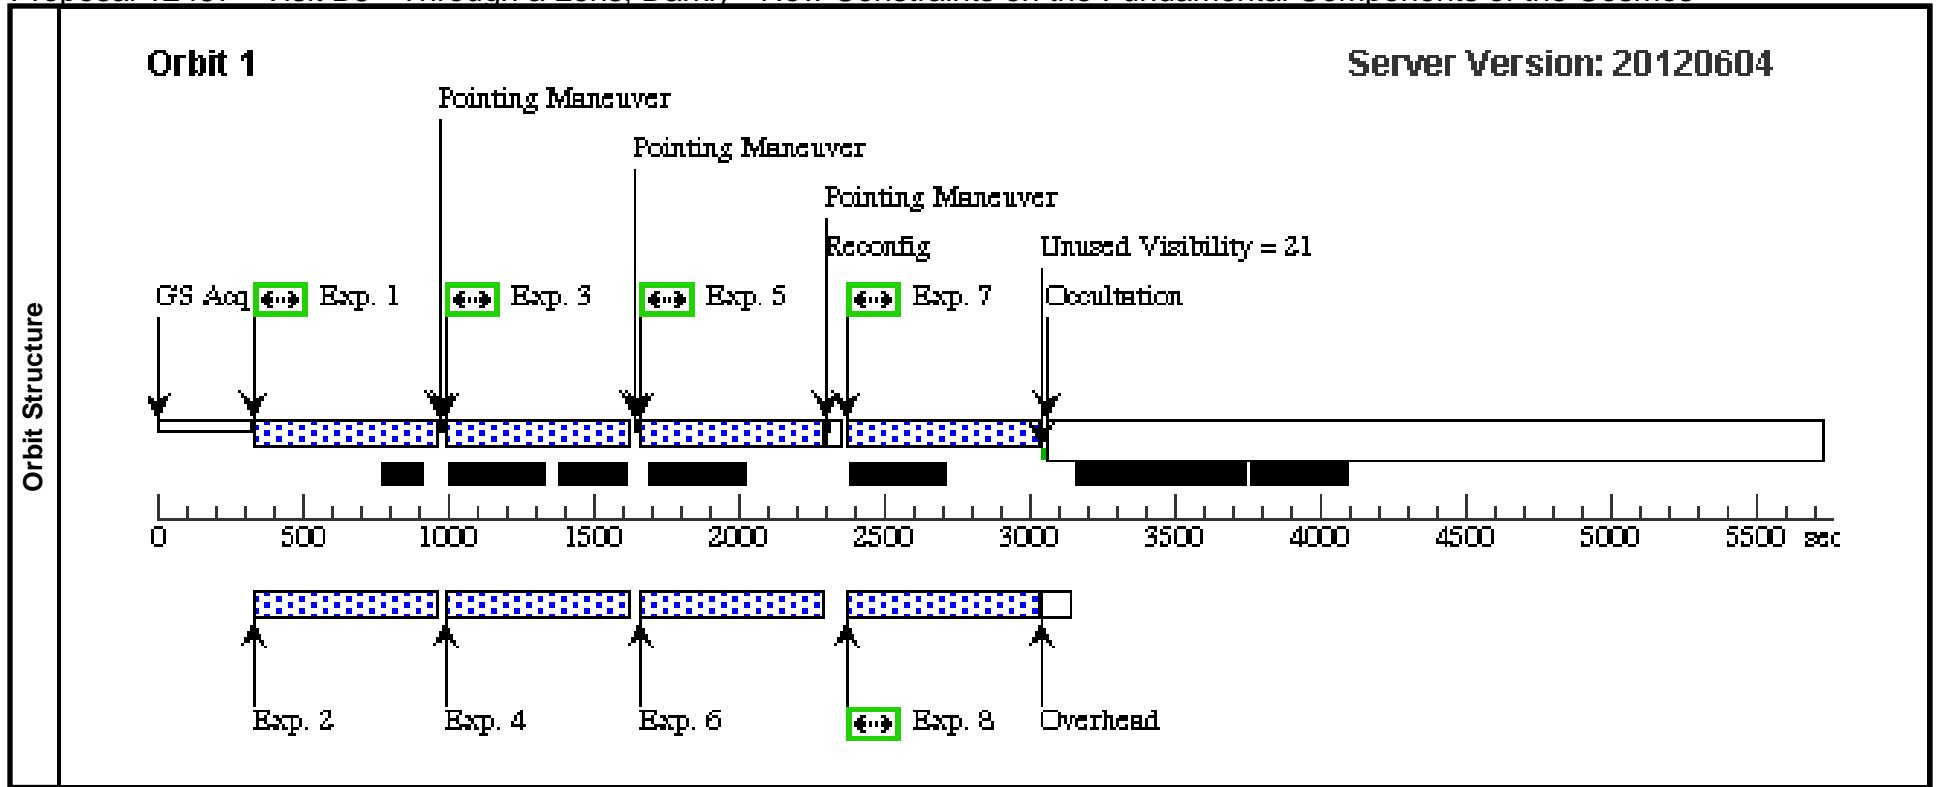 Orbit Structure
Orbit 1
Server Version: 20120604
Pointing Maneuver
Pointing Maneuver
Pointing Maneuver
Reconfig
Unused Visibility = 21
GS Acq
Exp. 1
Exp. 3
Exp. 5
Exp. 7
Occultation
0
500
1000
1500
2000
2500
3000
3500
4000
4500
5000
5500
sec
Exp. 2
Exp. 4
Exp. 6
Exp. 8
Overhead